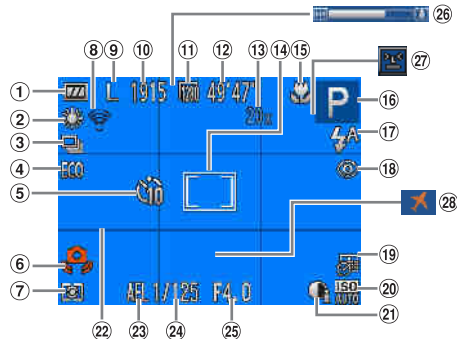 ㉖
⑧ ⑨ ⑩ ⑪ ⑫ ⑬ ⑭ ⑮
㉗
① L 1915 49'47"
P ⑯
② 20x
⚡A ⑰
③
④ ECO ⑱
⑤ 10
㉘
⑥ ⑲
⑦ AFL 1/125 F4.0 ISO AUTO ⑳
㉒ ㉓ ㉔ ㉕ ㉑